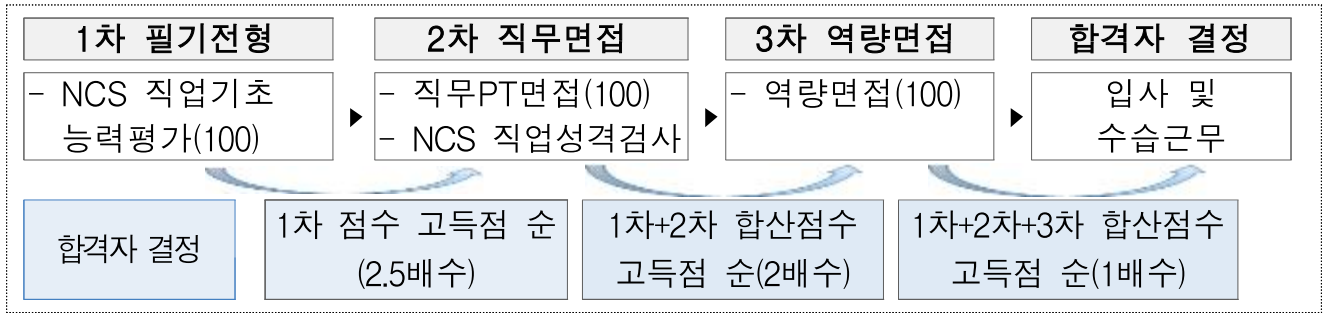 1차 필기전형
2차 직무면접
3차 역량면접
합격자 결정
- NCS 직업기초
능력평가(100)
- 직무PT면접(100)
- NCS 직업성격검사
- 역량면접(100)
입사 및
수습근무
합격자 결정
1차 점수 고득점 순
(2.5배수)
1차+2차 합산점수
고득점 순(2배수)
1차+2차+3차 합산점수
고득점 순(1배수)